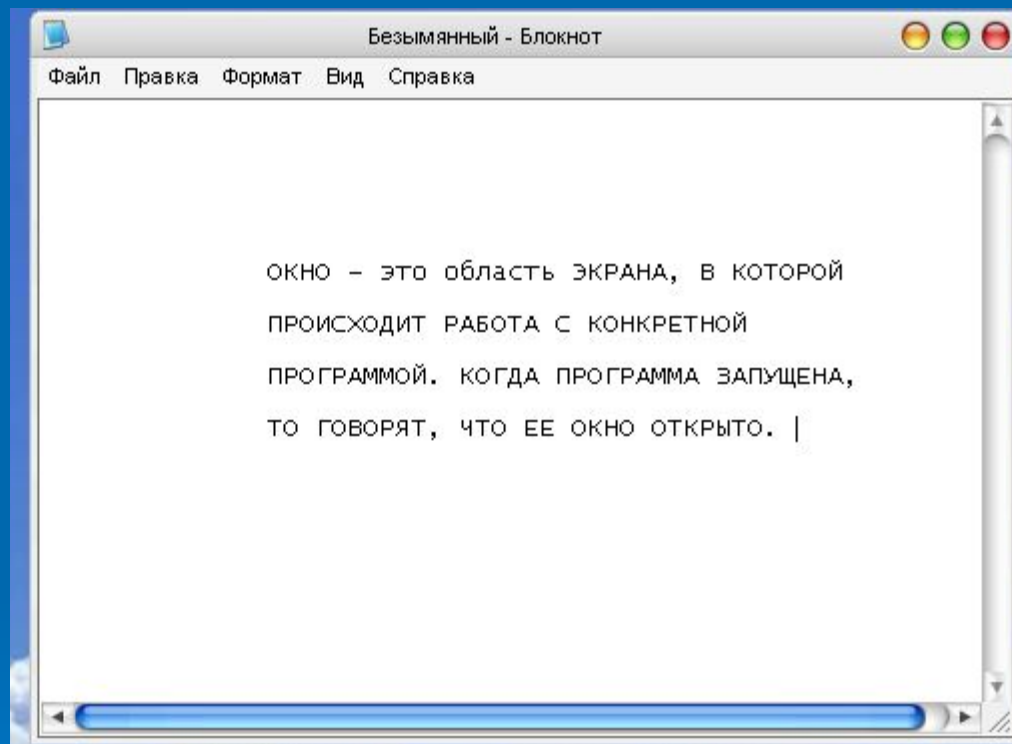 Безымянный - Блокнот
Файл Правка Формат Вид Справка
ОКНО – это область ЭКРАНА, В КОТОРОЙ
ПРОИСХОДИТ РАБОТА С КОНКРЕТНОЙ
ПРОГРАММОЙ. КОГДА ПРОГРАММА ЗАПУЩЕНА,
ТО ГОВОРЯТ, ЧТО ЕЕ ОКНО ОТКРЫТО.